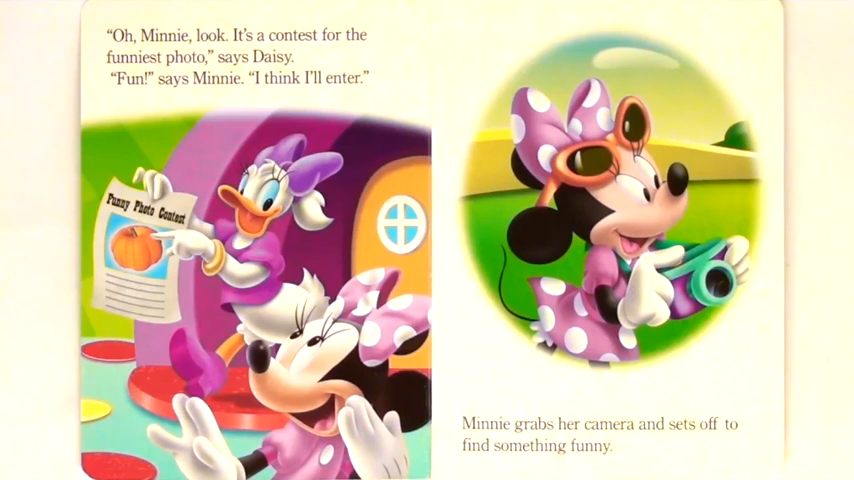 “Oh, Minnie, look. It’s a contest for the
funniest photo,” says Daisy.
“Fun!” says Minnie. “I think I’ll enter.”
Funny Photo Contest
Minnie grabs her camera and sets off to
find something funny.